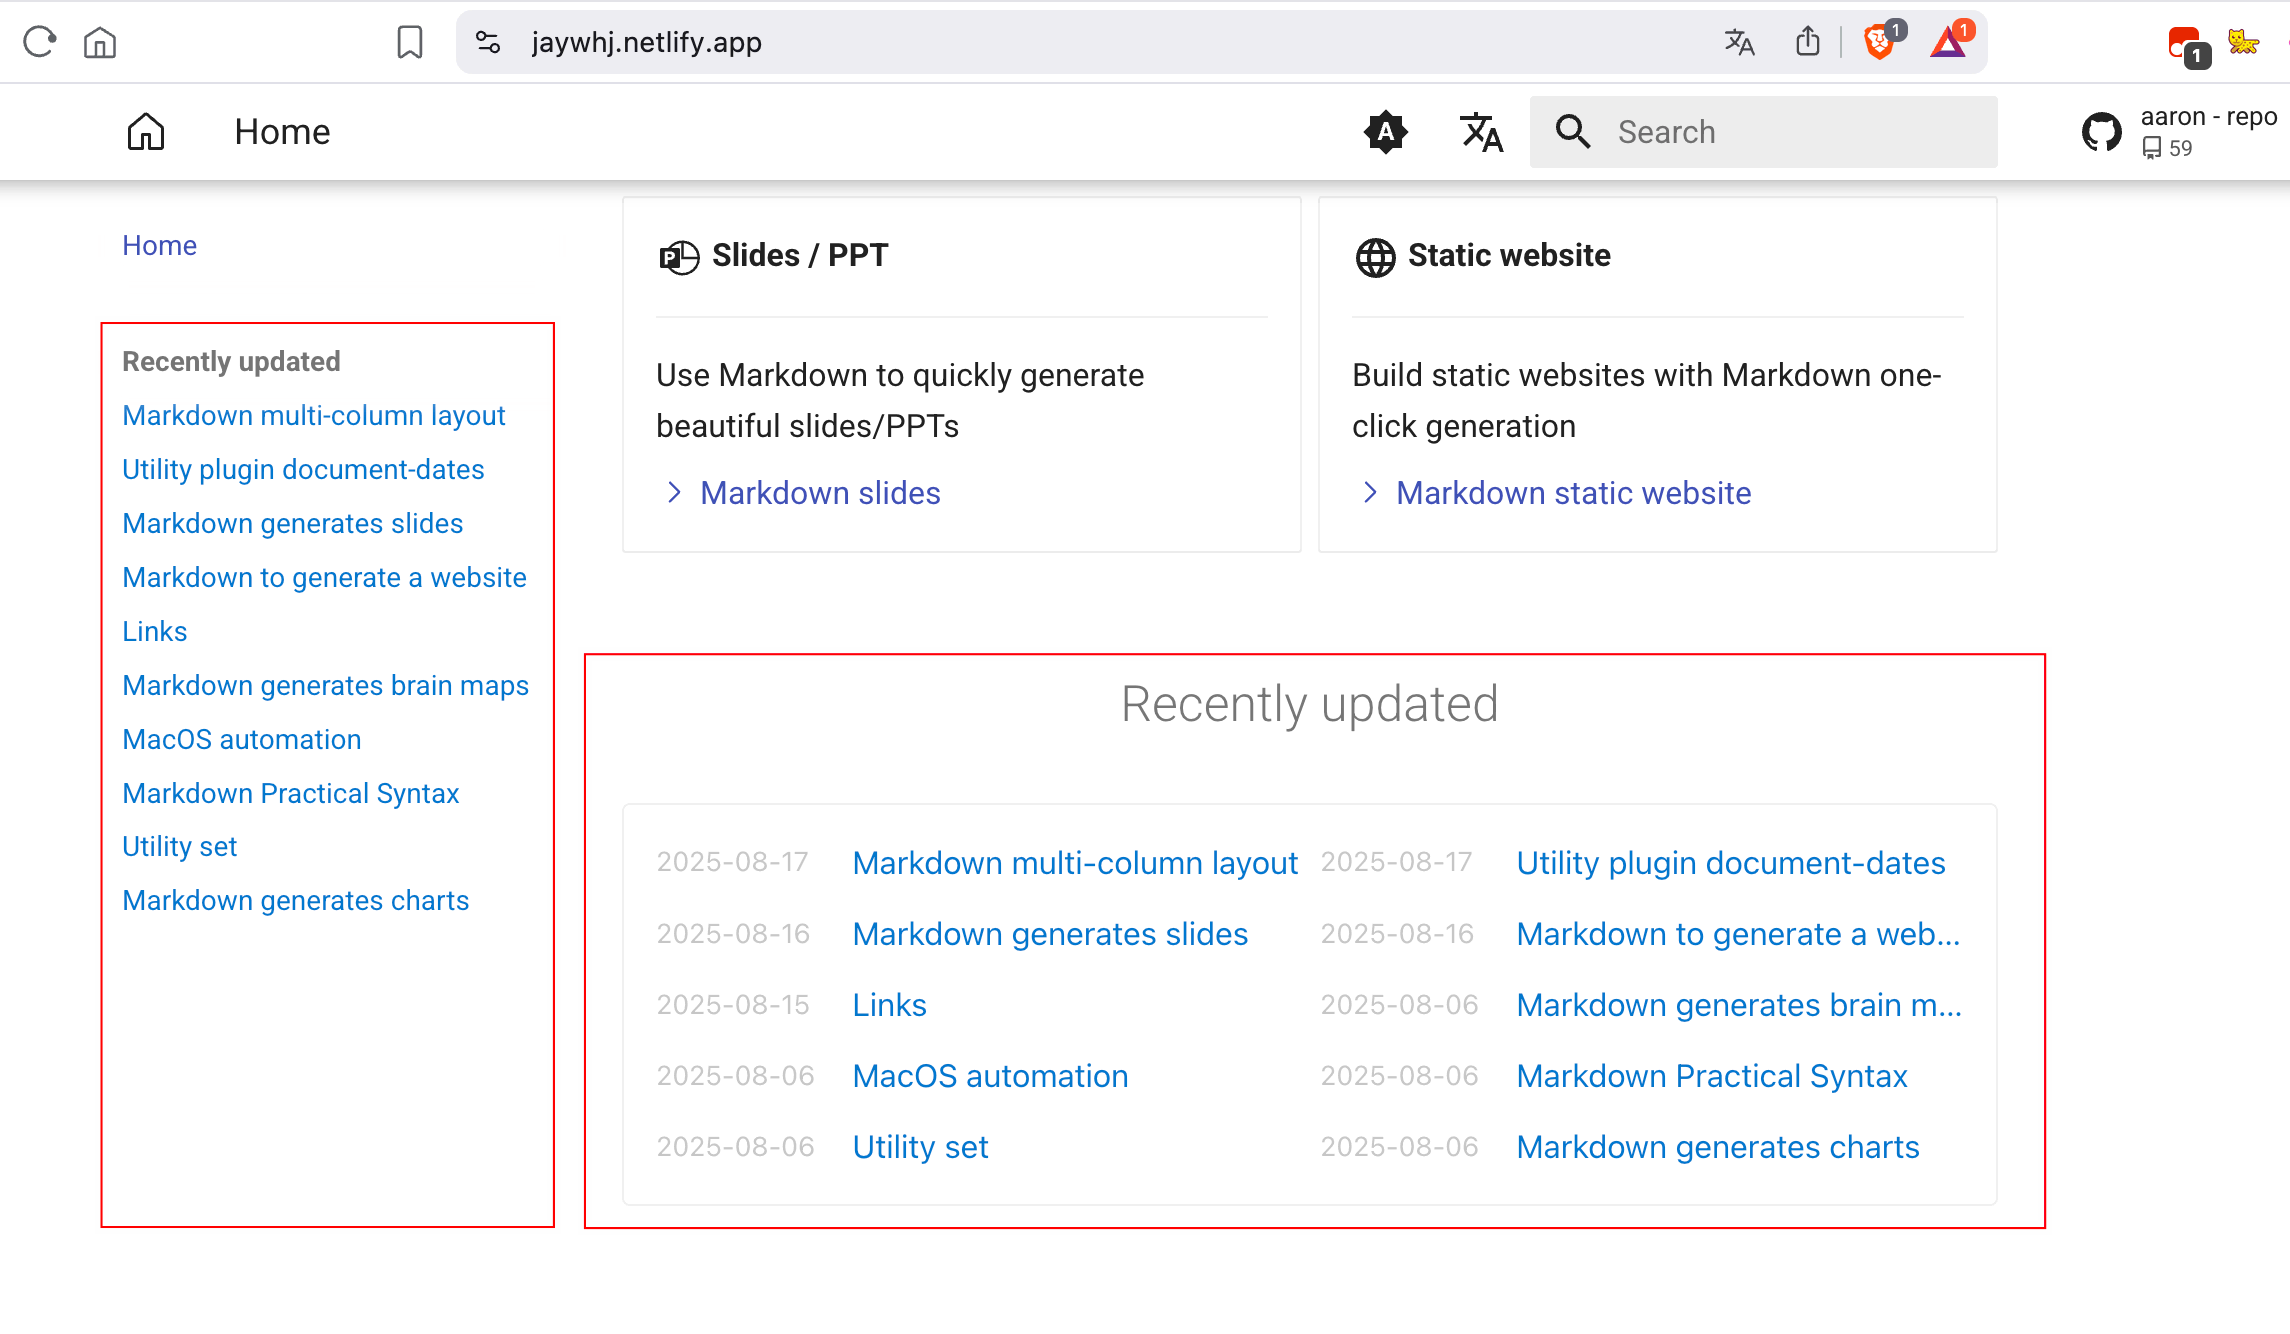 jaywhj.netlify.app
1
1
1
Home
A
Search
aaron - repo
59
Home
Recently updated
Markdown multi-column layout
Utility plugin document-dates
Markdown generates slides
Markdown to generate a website
Links
Markdown generates brain maps
MacOS automation
Markdown Practical Syntax
Utility set
Markdown generates charts
P
Slides / PPT
Use Markdown to quickly generate
beautiful slides/PPTs
Markdown slides
Static website
Build static websites with Markdown one-
click generation
Markdown static website
Recently updated
2025-08-17 Markdown multi-column layout 2025-08-17 Utility plugin document-dates
2025-08-16 Markdown generates slides 2025-08-16 Markdown to generate a web...
2025-08-15 Links 2025-08-06 Markdown generates brain m...
2025-08-06 MacOS automation 2025-08-06 Markdown Practical Syntax
2025-08-06 Utility set 2025-08-06 Markdown generates charts